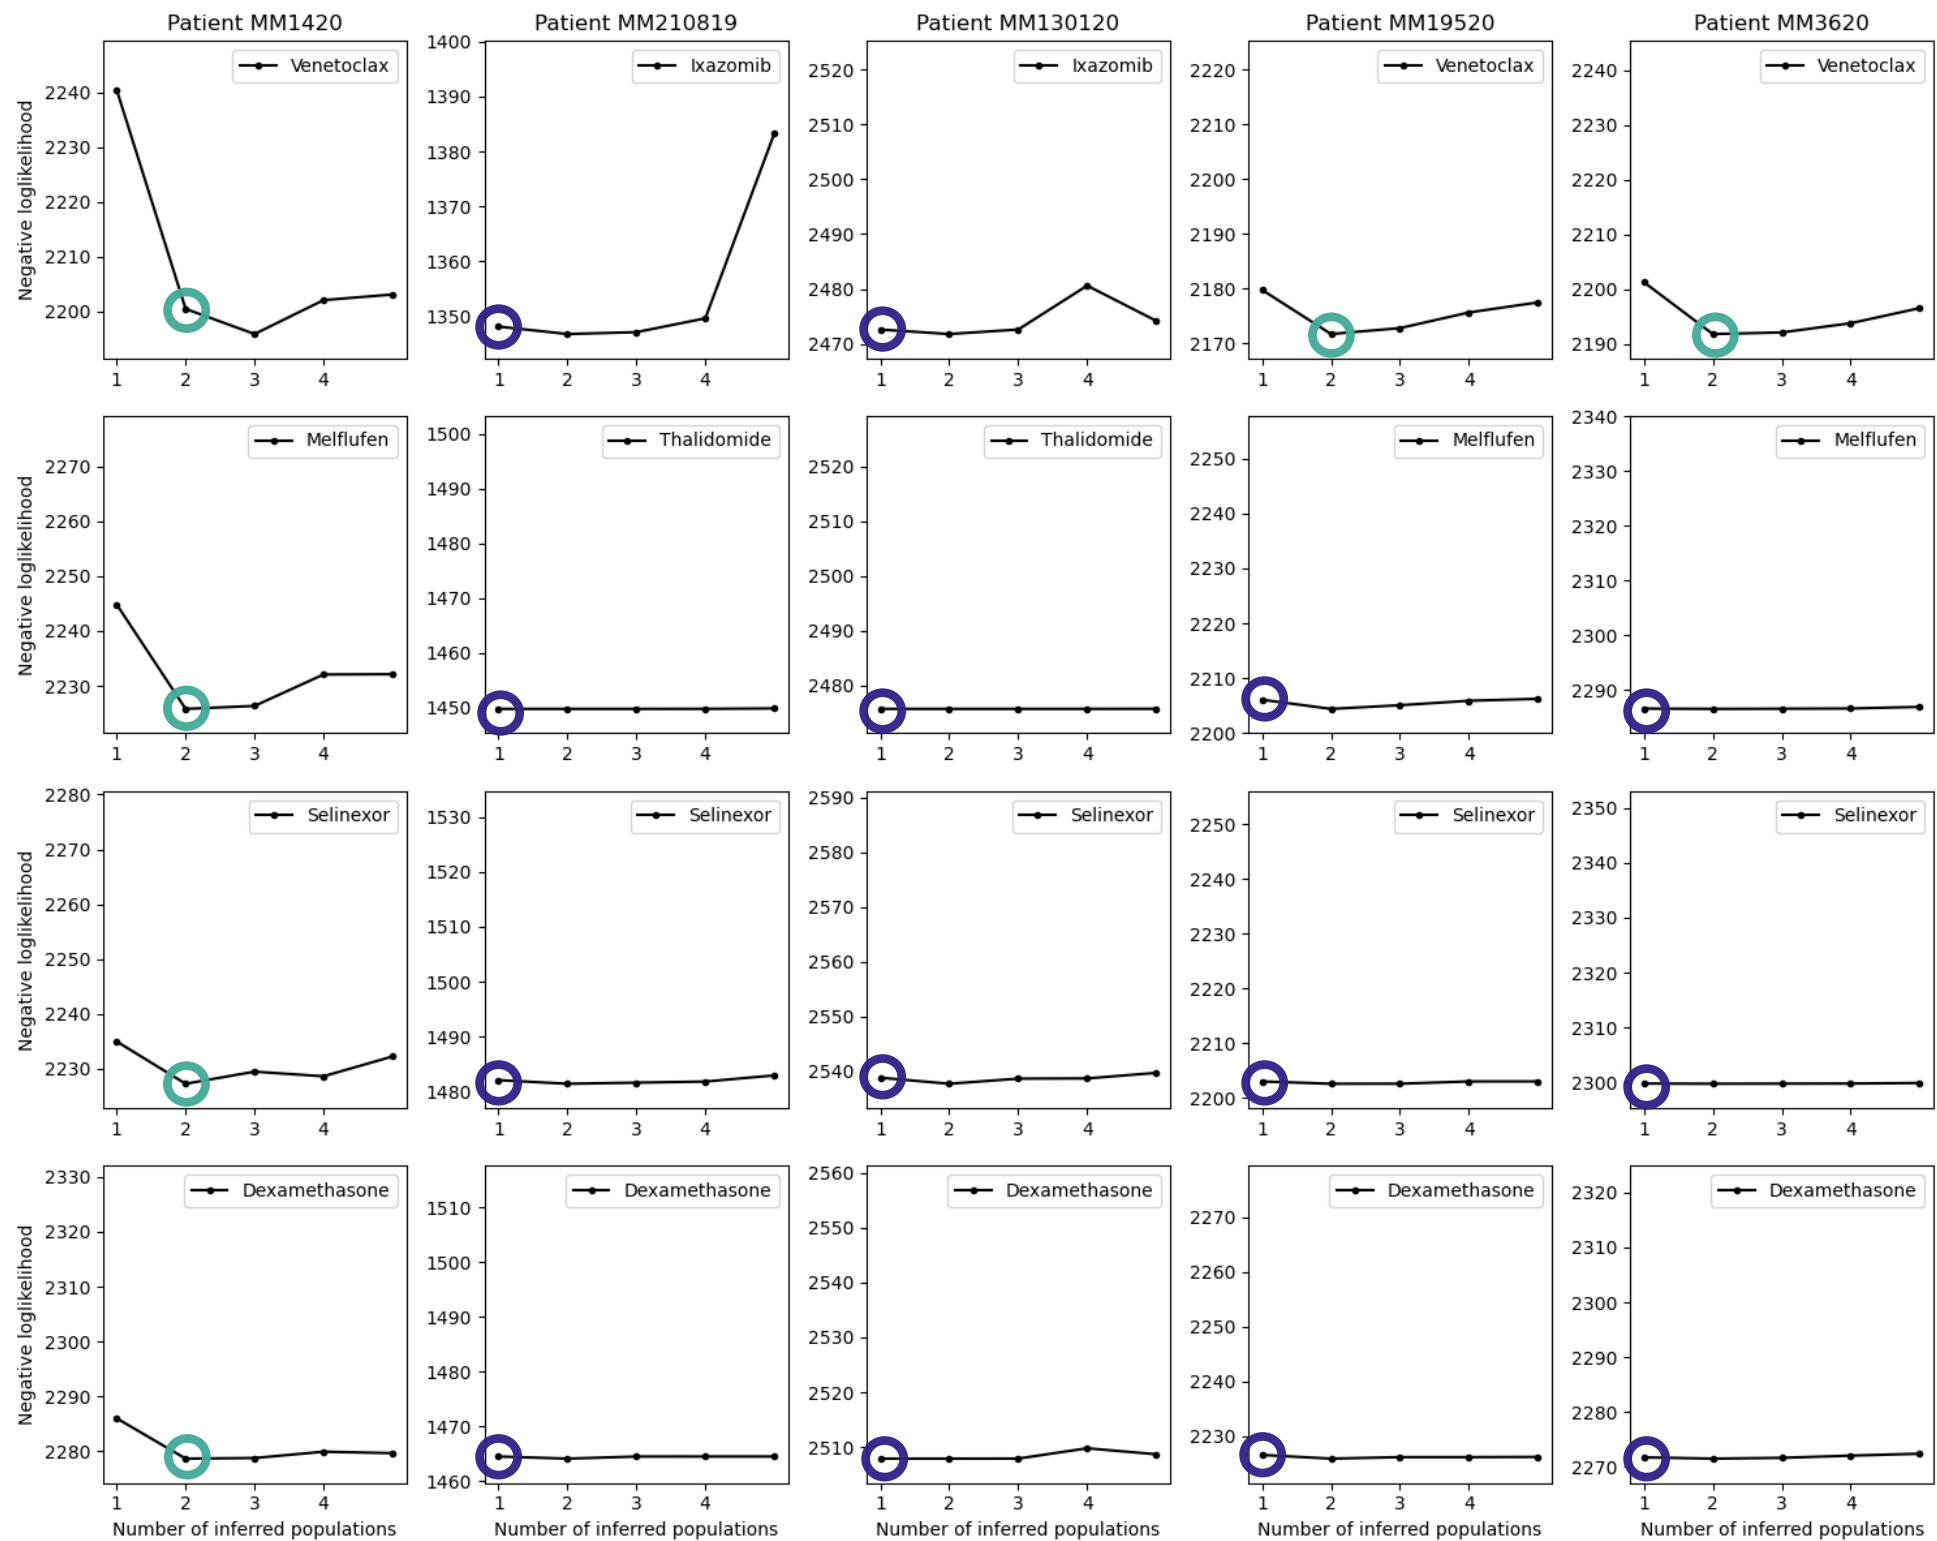 Patient MM1420
Patient MM210819
Patient MM130120
Patient MM19520
Patient MM3620
Negative loglikelihood
2240
2230
2220
2210
2200
Venetoclax
1 2 3 4
1400
1390
1380
1370
1360
1350
Ixazomib
1 2 3 4
2520
2510
2500
2490
2480
2470
Ixazomib
1 2 3 4
2220
2210
2200
2190
2180
2170
Venetoclax
1 2 3 4
2240
2230
2220
2210
2200
2190
Venetoclax
1 2 3 4
Negative loglikelihood
2270
2260
2250
2240
2230
Melflufen
1 2 3 4
1500
1490
1480
1470
1460
1450
Thalidomide
1 2 3 4
2520
2510
2500
2490
2480
Thalidomide
1 2 3 4
2250
2240
2230
2220
2210
2200
Melflufen
1 2 3 4
2340
2330
2320
2310
2300
2290
Melflufen
1 2 3 4
Negative loglikelihood
2280
2270
2260
2250
2240
2230
Selinexor
1 2 3 4
1530
1520
1510
1500
1490
1480
Selinexor
1 2 3 4
2590
2580
2570
2560
2550
2540
Selinexor
1 2 3 4
2250
2240
2230
2220
2210
2200
Selinexor
1 2 3 4
2350
2340
2330
2320
2310
2300
Selinexor
1 2 3 4
Negative loglikelihood
2330
2320
2310
2300
2290
2280
Dexamethasone
1 2 3 4
Number of inferred populations
1510
1500
1490
1480
1470
1460
Dexamethasone
1 2 3 4
Number of inferred populations
2560
2550
2540
2530
2520
2510
Dexamethasone
1 2 3 4
Number of inferred populations
2270
2260
2250
2240
2230
Dexamethasone
1 2 3 4
Number of inferred populations
2320
2310
2300
2290
2280
2270
Dexamethasone
1 2 3 4
Number of inferred populations